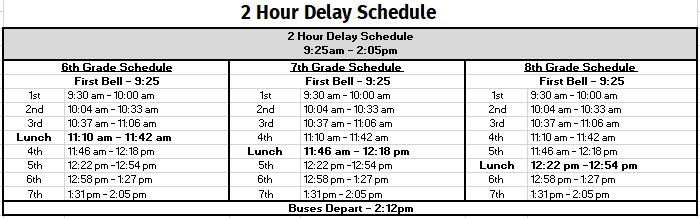 2 Hour Delay Schedule
2 Hour Delay Schedule
9:25am - 2:05pm
6th Grade Schedule 7th Grade Schedule 8th Grade Schedule
First Bell - 9:25 First Bell - 9:25 First Bell - 9:25
1st 9:30 am - 10:00 am 1st 9:30 am - 10:00 am 1st 9:30 am - 10:00 am
2nd 10:04 am - 10:33 am 2nd 10:04 am - 10:33 am 2nd 10:04 am - 10:33 am
3rd 10:37 am - 11:06 am 3rd 10:37 am - 11:06 am 3rd 10:37 am - 11:06 am
Lunch 11:10 am - 11:42 am 4th 11:10 am - 11:42 am 4th 11:10 am - 11:42 am
4th 11:46 am - 12:18 pm Lunch 11:46 am - 12:18 pm 5th 11:46 am - 12:18 pm
5th 12:22 pm -12:54 pm 5th 12:22 pm -12:54 pm Lunch 12:22 pm -12:54 pm
6th 12:58 pm - 1:27 pm 6th 12:58 pm - 1:27 pm 6th 12:58 pm - 1:27 pm
7th 1:31 pm - 2:05 pm 7th 1:31 pm - 2:05 pm 7th 1:31 pm - 2:05 pm
Buses Depart - 2:12pm